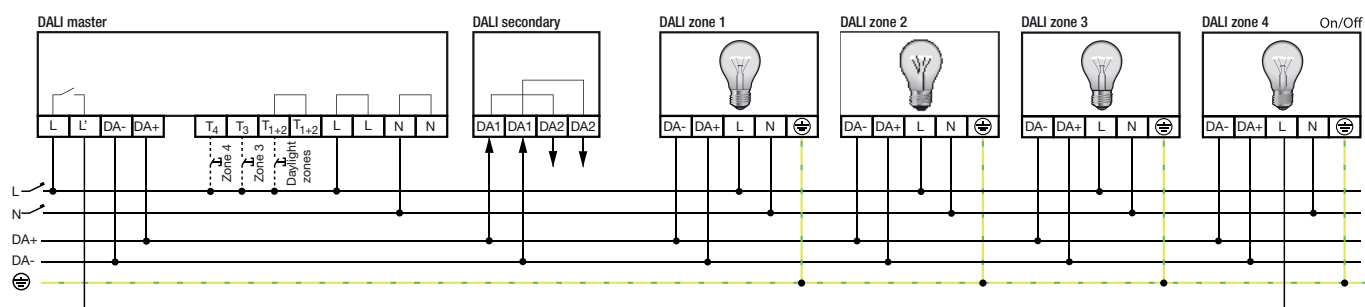 DALI master
DALI secondary
DALI zone 1
DALI zone 2
DALI zone 3
DALI zone 4
On/Off
L L’ DA- DA+ T4 T3 T1+2 T1+2 L L N N
DA1 DA1 DA2 DA2
DA- DA+ L N
DA- DA+ L N
DA- DA+ L N
DA- DA+ L N
Zone 4
Zone 3
Daylight
zones
L
N
DA+
DA-